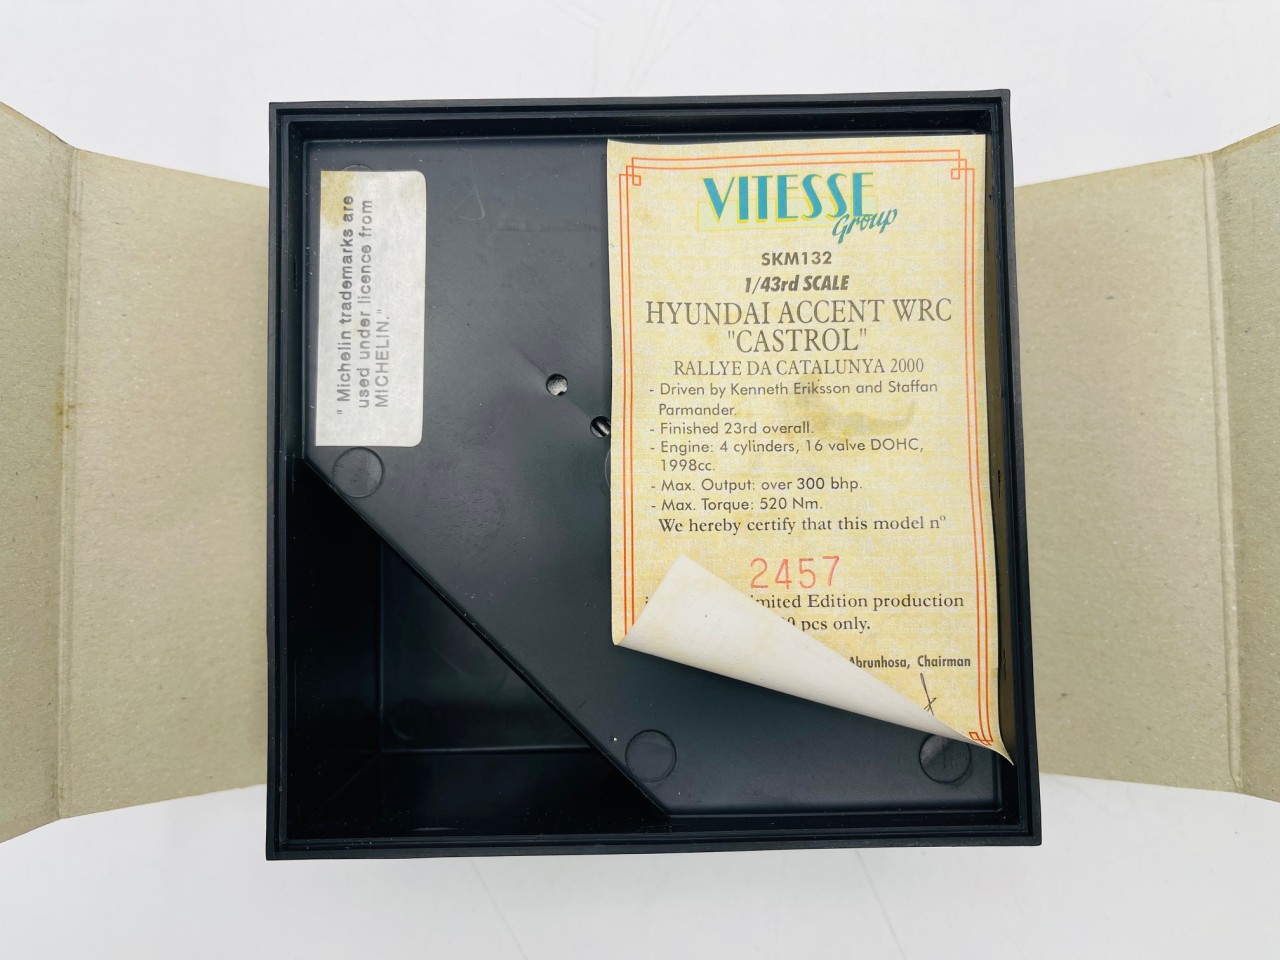 " Michelin trademarks are
used under licence from
MICHELIN."
VITESSE
Group
SKM132
1/43rd SCALE
HYUNDAI ACCENT WRC
"CASTROL"
RALLYE DA CATALUNYA 2000
- Driven by Kenneth Eriksson and Staffan
Parmander.
- Finished 23rd overall.
- Engine: 4 cylinders, 16 valve DOHC,
1998cc.
- Max. Output: over 300 bhp.
- Max. Torque: 520 Nm.
We hereby certify that this model nº
2457
Edition production
pcs only.
Abrunhosa, Chairman